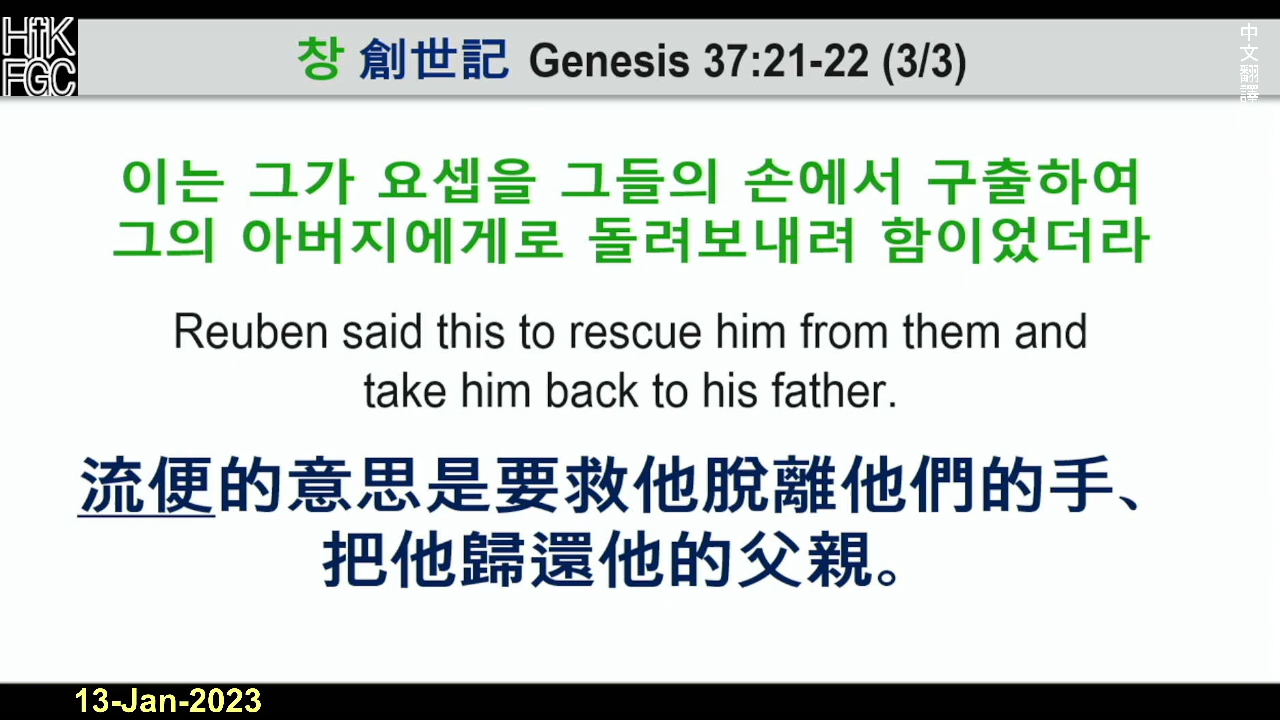 HKFGC
창 創世記 Genesis 37:21-22 (3/3)
中文翻譯
이는 그가 요셉을 그들의 손에서 구출하여
그의 아버지에게로 돌려보내려 함이었더라
Reuben said this to rescue him from them and
take him back to his father.
流便的意思是要救他脫離他們的手、
把他歸還他的父親。
13-Jan-2023